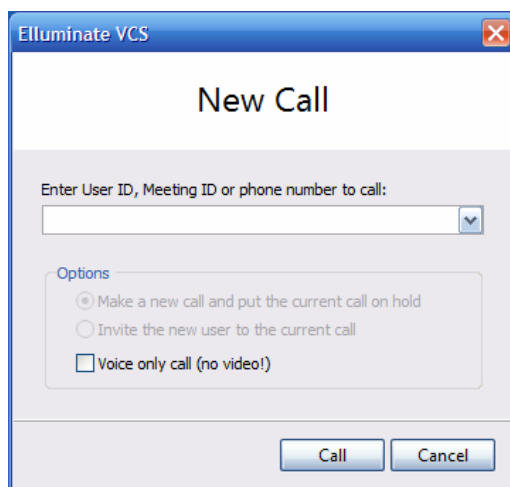 Elluminate VCS
New Call
Enter User ID, Meeting ID or phone number to call:
Options
Make a new call and put the current call on hold
Invite the new user to the current call
Voice only call (no video!)
Call Cancel